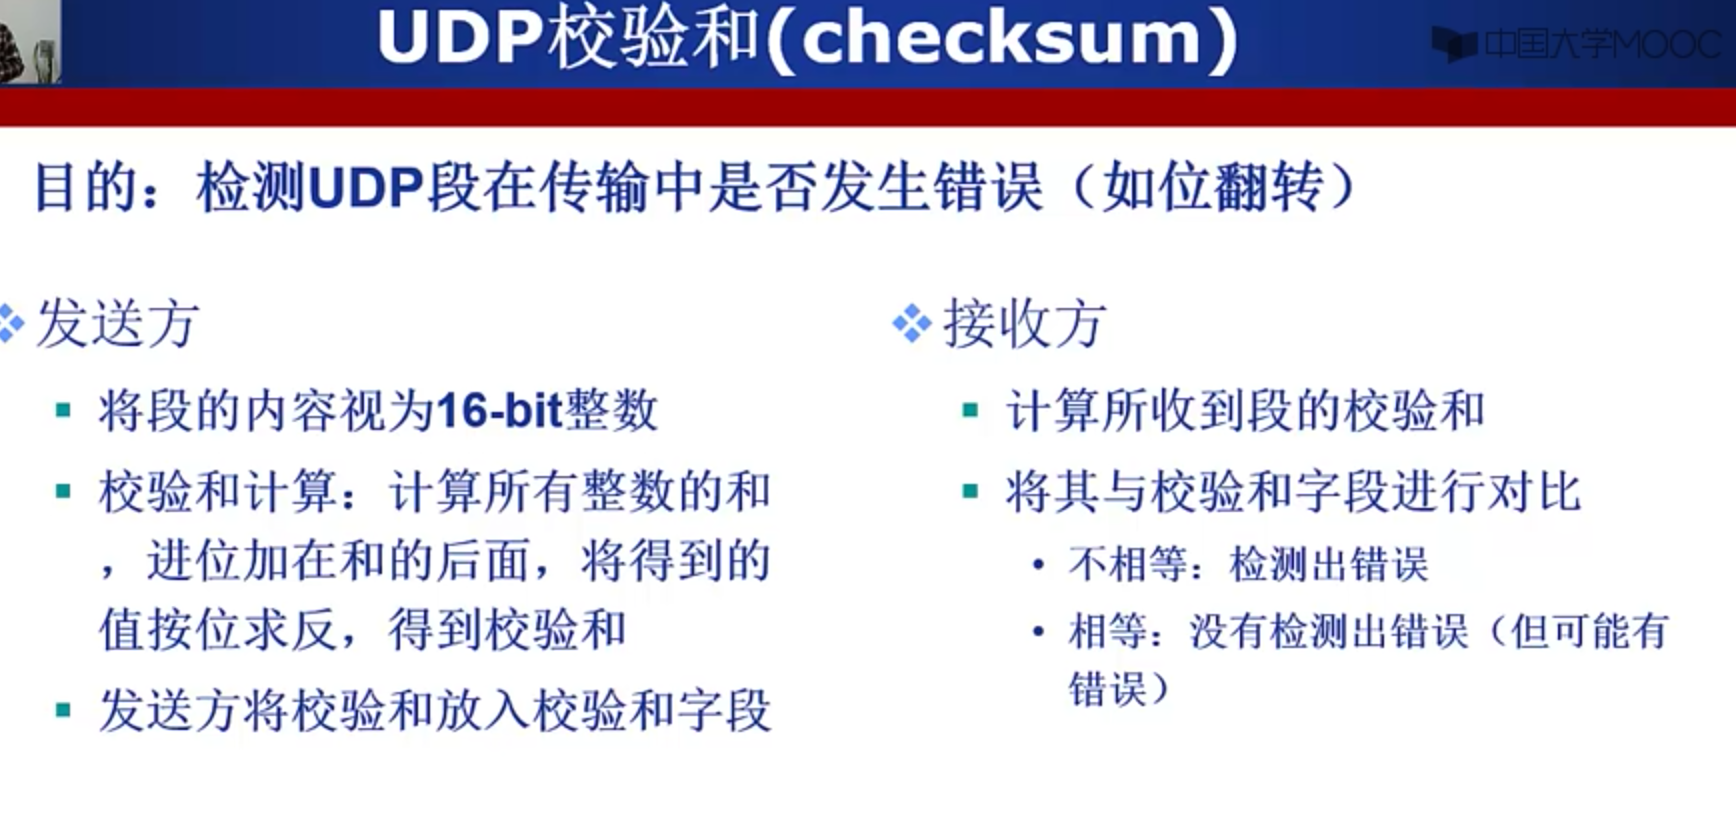 UDP校验和(checksum)
中国大学MOOC
目的：检测UDP段在传输中是否发生错误（如位翻转）
发送方
将段的内容视为16-bit整数
校验和计算：计算所有整数的和
，进位加在和的后面，将得到的
值按位求反，得到校验和
发送方将校验和放入校验和字段
接收方
计算所收到段的校验和
将其与校验和字段进行对比
不相等：检测出错误
相等：没有检测出错误（但可能有
错误）